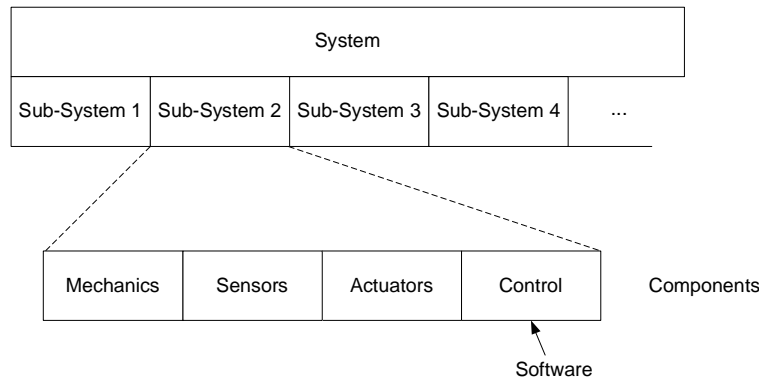 System
Sub-System 1 Sub-System 2 Sub-System 3 Sub-System 4 ...
Mechanics Sensors Actuators Control Components
Software